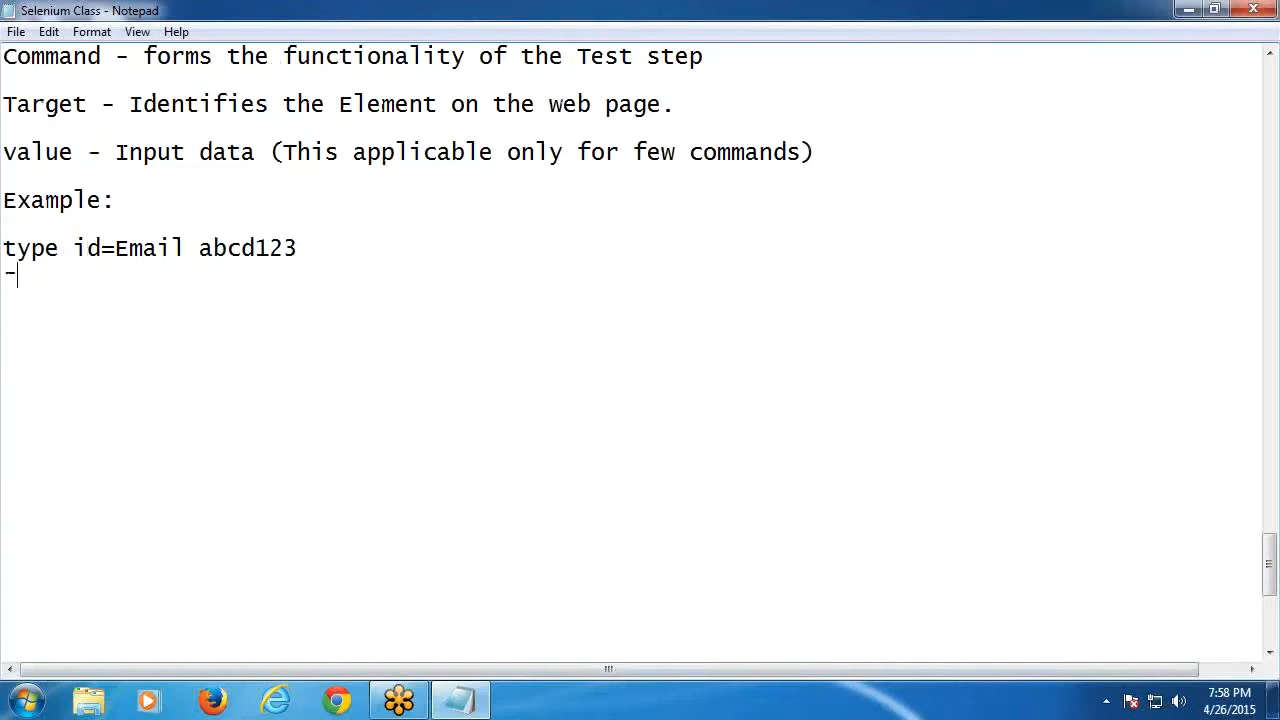 Selenium Class - Notepad
File Edit Format View Help
Command - forms the functionality of the Test step
Target - Identifies the Element on the web page.
value - Input data (This applicable only for few commands)
Example:
type id=Email abcd123
-
7:58 PM
4/26/2015